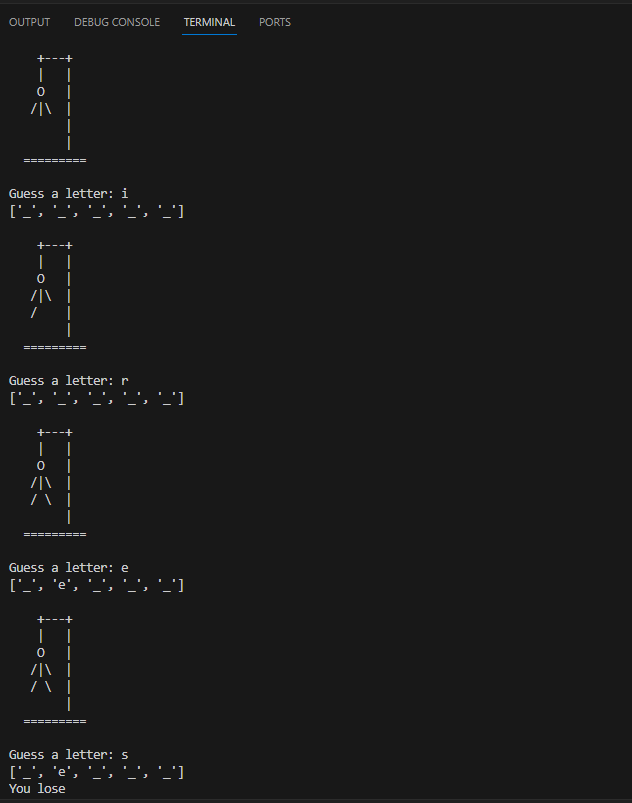 OUTPUT DEBUG CONSOLE TERMINAL PORTS
    +---+
    |   |
    O   |
   /|\  |
        |
        |
  =========
Guess a letter: i
['_', '_', '_', '_', '_']
    +---+
    |   |
    O   |
   /|\  |
   /    |
        |
  =========
Guess a letter: r
['_', '_', '_', '_', '_']
    +---+
    |   |
    O   |
   /|\  |
   / \  |
        |
  =========
Guess a letter: e
['_', 'e', '_', '_', '_']
    +---+
    |   |
    O   |
   /|\  |
   / \  |
        |
  =========
Guess a letter: s
['_', 'e', '_', '_', '_']
You lose